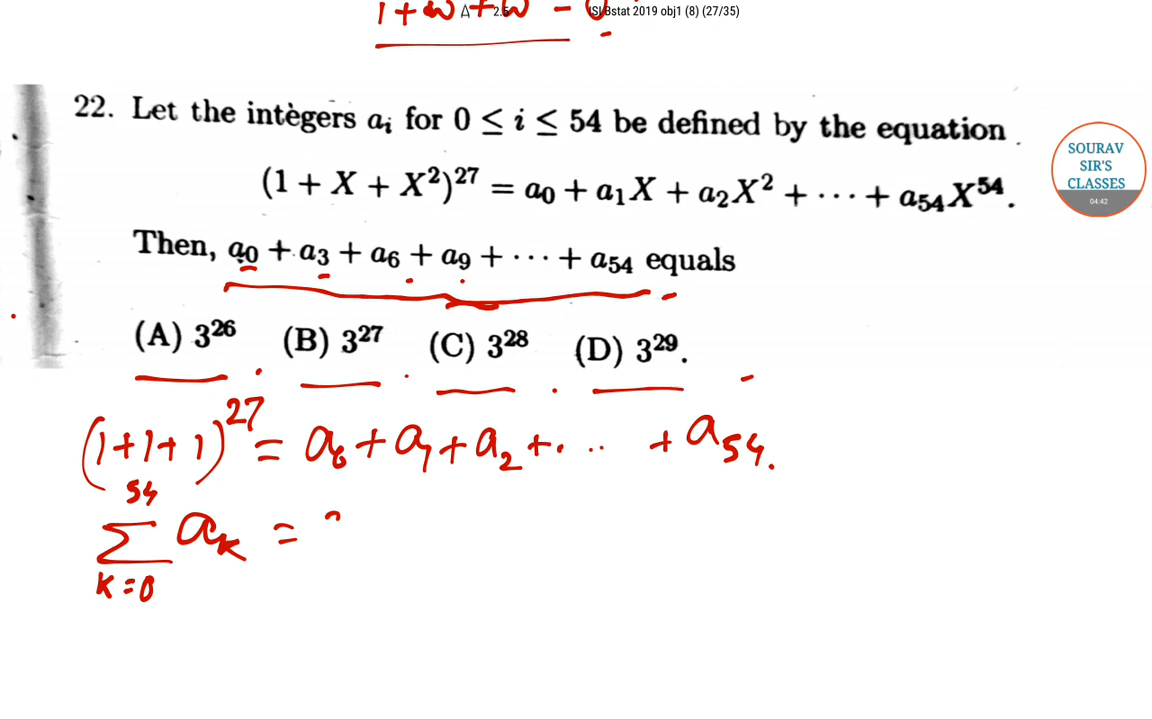 1 + ω + ω = 0
ISI Bstat 2019 obj1 (8) (27/35)
22. Let the intègers aᵢ for 0 ≤ i ≤ 54 be defined by the equation
(1 + X + X²)²⁷ = a₀ + a₁X + a₂X² + ⋯ + a₅₄X⁵⁴.
SOURAV
SIR'S
CLASSES
04:42
Then, a₀ + a₃ + a₆ + a₉ + ⋯ + a₅₄ equals
(A) 3²⁶ (B) 3²⁷ (C) 3²⁸ (D) 3²⁹.
(1+1+1)²⁷ = a₀ + a₁ + a₂ + ... + a₅₄.
54
∑ aₖ =
K=0